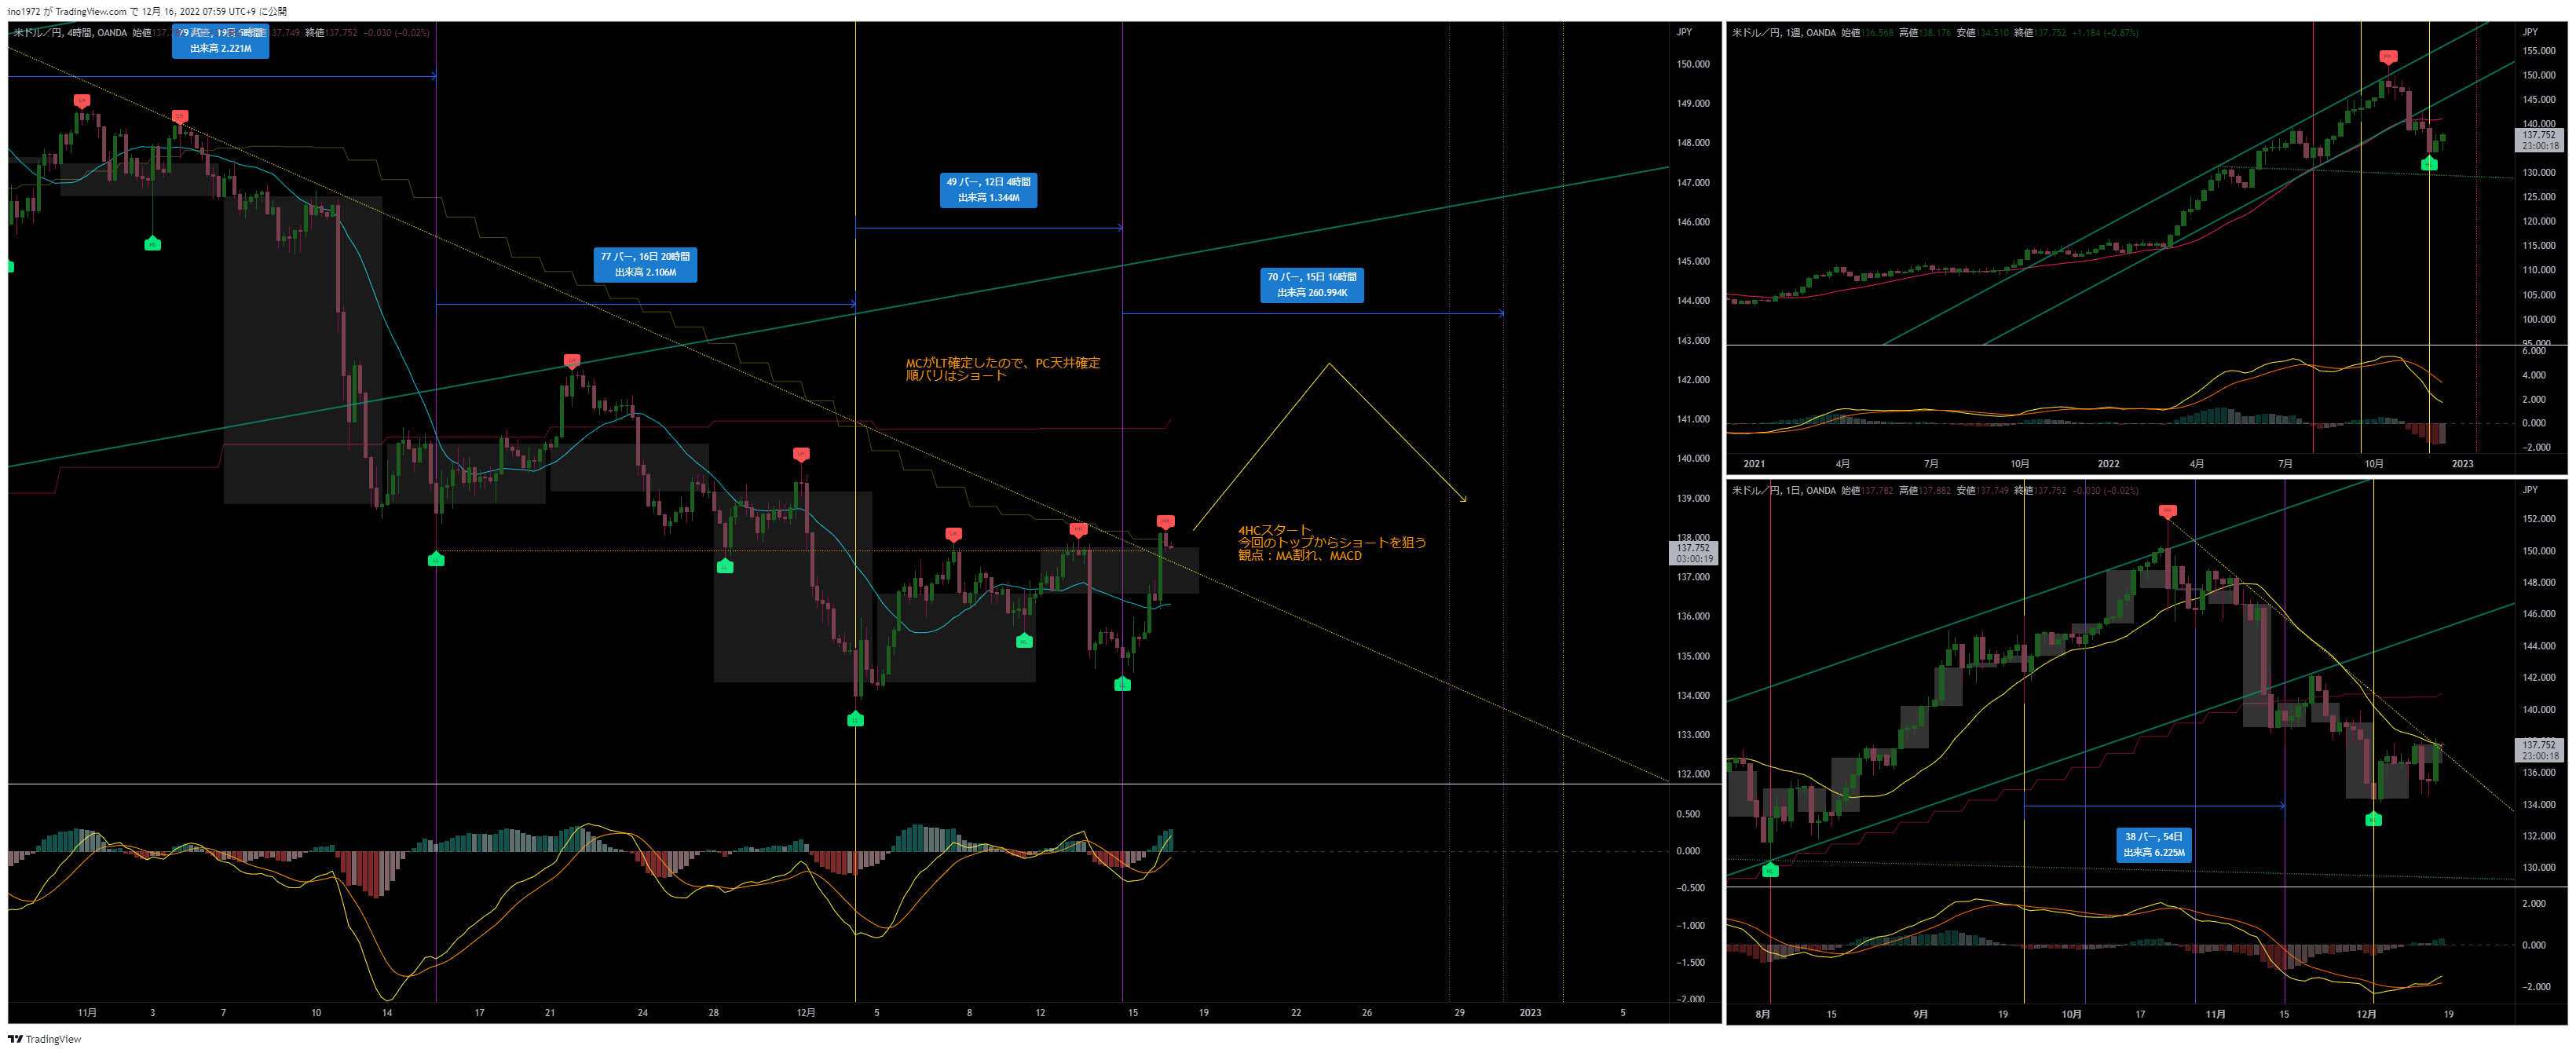 ino1972 が TradingView.com で 12月 16, 2022 07:59 UTC+9 に公開
米ドル／円, 4時間, OANDA 始値 終値137.752 −0.030 (−0.02%)
出来高 2.221M
JPY
150.000
149.000
148.000
147.000
146.000
145.000
144.000
143.000
142.000
141.000
140.000
139.000
138.000
137.752
03:00:19
137.000
136.000
135.000
134.000
133.000
132.000
49 バー, 12日 4時間
出来高 1.344M
77 バー, 16日 20時間
出来高 2.106M
70 バー, 15日 16時間
出来高 260.994K
MCがLT確定したので、PC天井確定
順バリはショート
4HCスタート
今回のトップからショートを狙う
観点：MA割れ、MACD
0.500
0.000
−0.500
−1.000
−1.500
−2.000
11月 3 7 10 14 17 21 24 28 12月 5 8 12 15 19 22 26 29 2023 5
米ドル／円, 1週, OANDA 始値136.568 高値138.176 安値134.510 終値137.752 +1.184 (+0.87%)
JPY
155.000
150.000
145.000
140.000
137.752
23:00:18
130.000
125.000
120.000
115.000
110.000
105.000
100.000
95.000
6.000
4.000
2.000
0.000
−2.000
2021 4月 7月 10月 2022 4月 7月 10月 2023
米ドル／円, 1日, OANDA 始値137.782 高値137.882 安値137.749 終値137.752 −0.030 (−0.02%)
JPY
152.000
150.000
148.000
146.000
144.000
142.000
140.000
137.752
23:00:18
136.000
134.000
132.000
130.000
38 バー, 54日
出来高 6.225M
2.000
0.000
−2.000
8月 15 9月 19 10月 17 11月 15 12月 19
TradingView